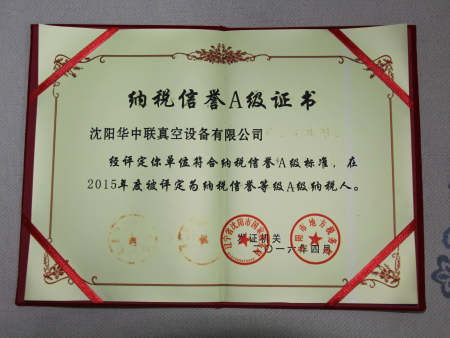 纳税信誉A级证书
沈阳华中联真空设备有限公司
经评定你单位符合纳税信誉A级标准，在
2015年度被评定为纳税信誉等级A级纳税人。
发证机关
二〇一六年四月